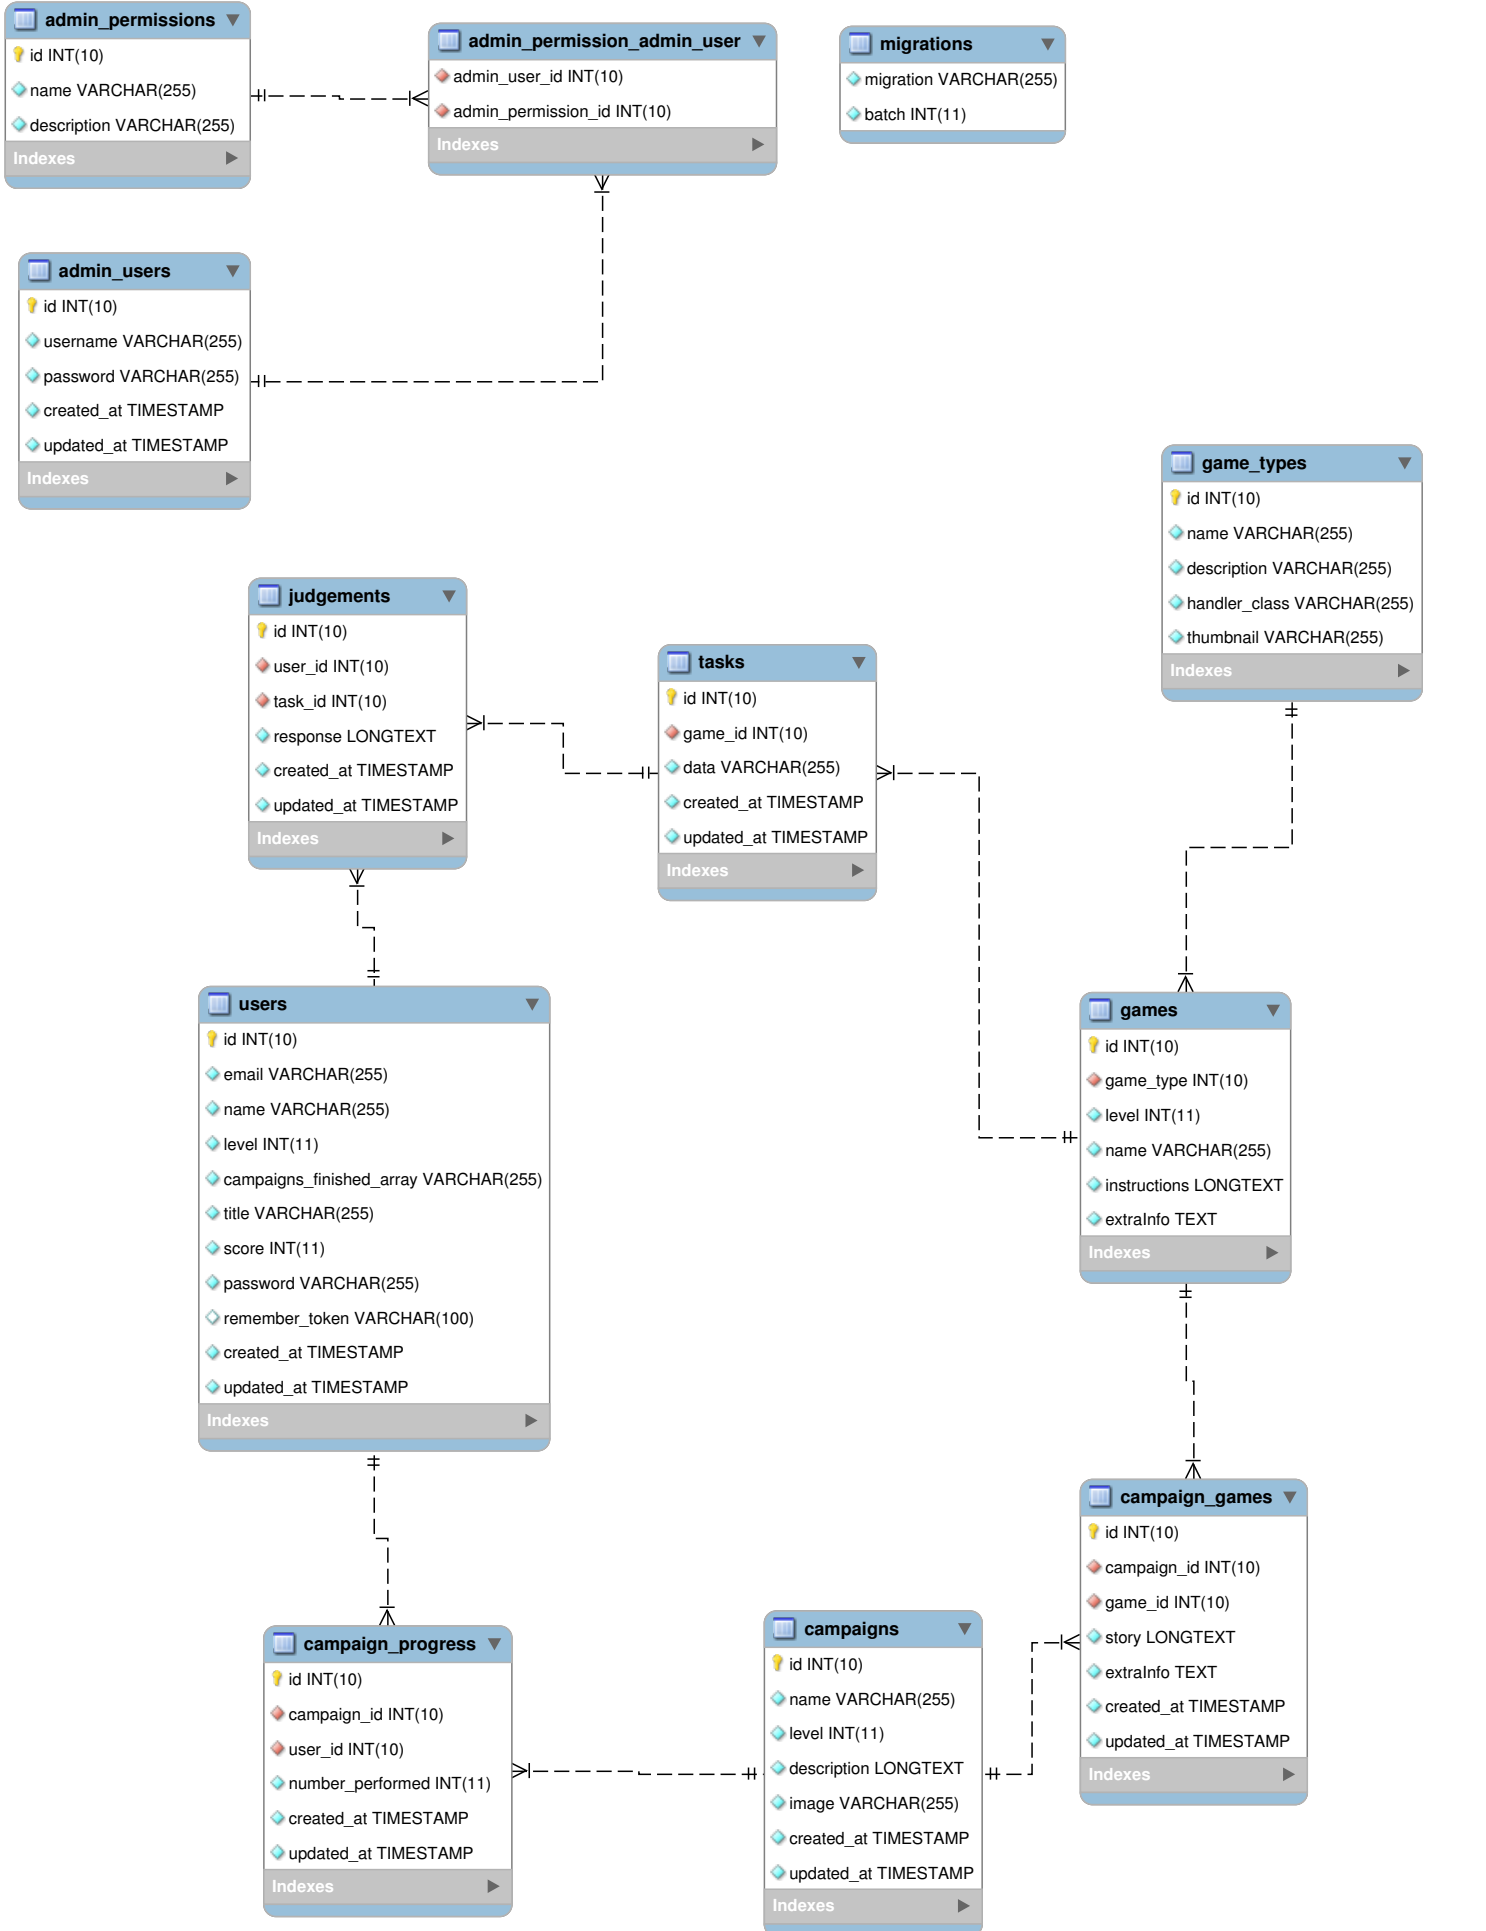 admin_permissions
id INT(10)
name VARCHAR(255)
description VARCHAR(255)
Indexes
admin_permission_admin_user
admin_user_id INT(10)
admin_permission_id INT(10)
Indexes
migrations
migration VARCHAR(255)
batch INT(11)
admin_users
id INT(10)
username VARCHAR(255)
password VARCHAR(255)
created_at TIMESTAMP
updated_at TIMESTAMP
Indexes
game_types
id INT(10)
name VARCHAR(255)
description VARCHAR(255)
handler_class VARCHAR(255)
thumbnail VARCHAR(255)
Indexes
judgements
id INT(10)
user_id INT(10)
task_id INT(10)
response LONGTEXT
created_at TIMESTAMP
updated_at TIMESTAMP
Indexes
tasks
id INT(10)
game_id INT(10)
data VARCHAR(255)
created_at TIMESTAMP
updated_at TIMESTAMP
Indexes
users
id INT(10)
email VARCHAR(255)
name VARCHAR(255)
level INT(11)
campaigns_finished_array VARCHAR(255)
title VARCHAR(255)
score INT(11)
password VARCHAR(255)
remember_token VARCHAR(100)
created_at TIMESTAMP
updated_at TIMESTAMP
Indexes
games
id INT(10)
game_type INT(10)
level INT(11)
name VARCHAR(255)
instructions LONGTEXT
extraInfo TEXT
Indexes
campaign_games
id INT(10)
campaign_id INT(10)
game_id INT(10)
story LONGTEXT
extraInfo TEXT
created_at TIMESTAMP
updated_at TIMESTAMP
Indexes
campaign_progress
id INT(10)
campaign_id INT(10)
user_id INT(10)
number_performed INT(11)
created_at TIMESTAMP
updated_at TIMESTAMP
Indexes
campaigns
id INT(10)
name VARCHAR(255)
level INT(11)
description LONGTEXT
image VARCHAR(255)
created_at TIMESTAMP
updated_at TIMESTAMP
Indexes